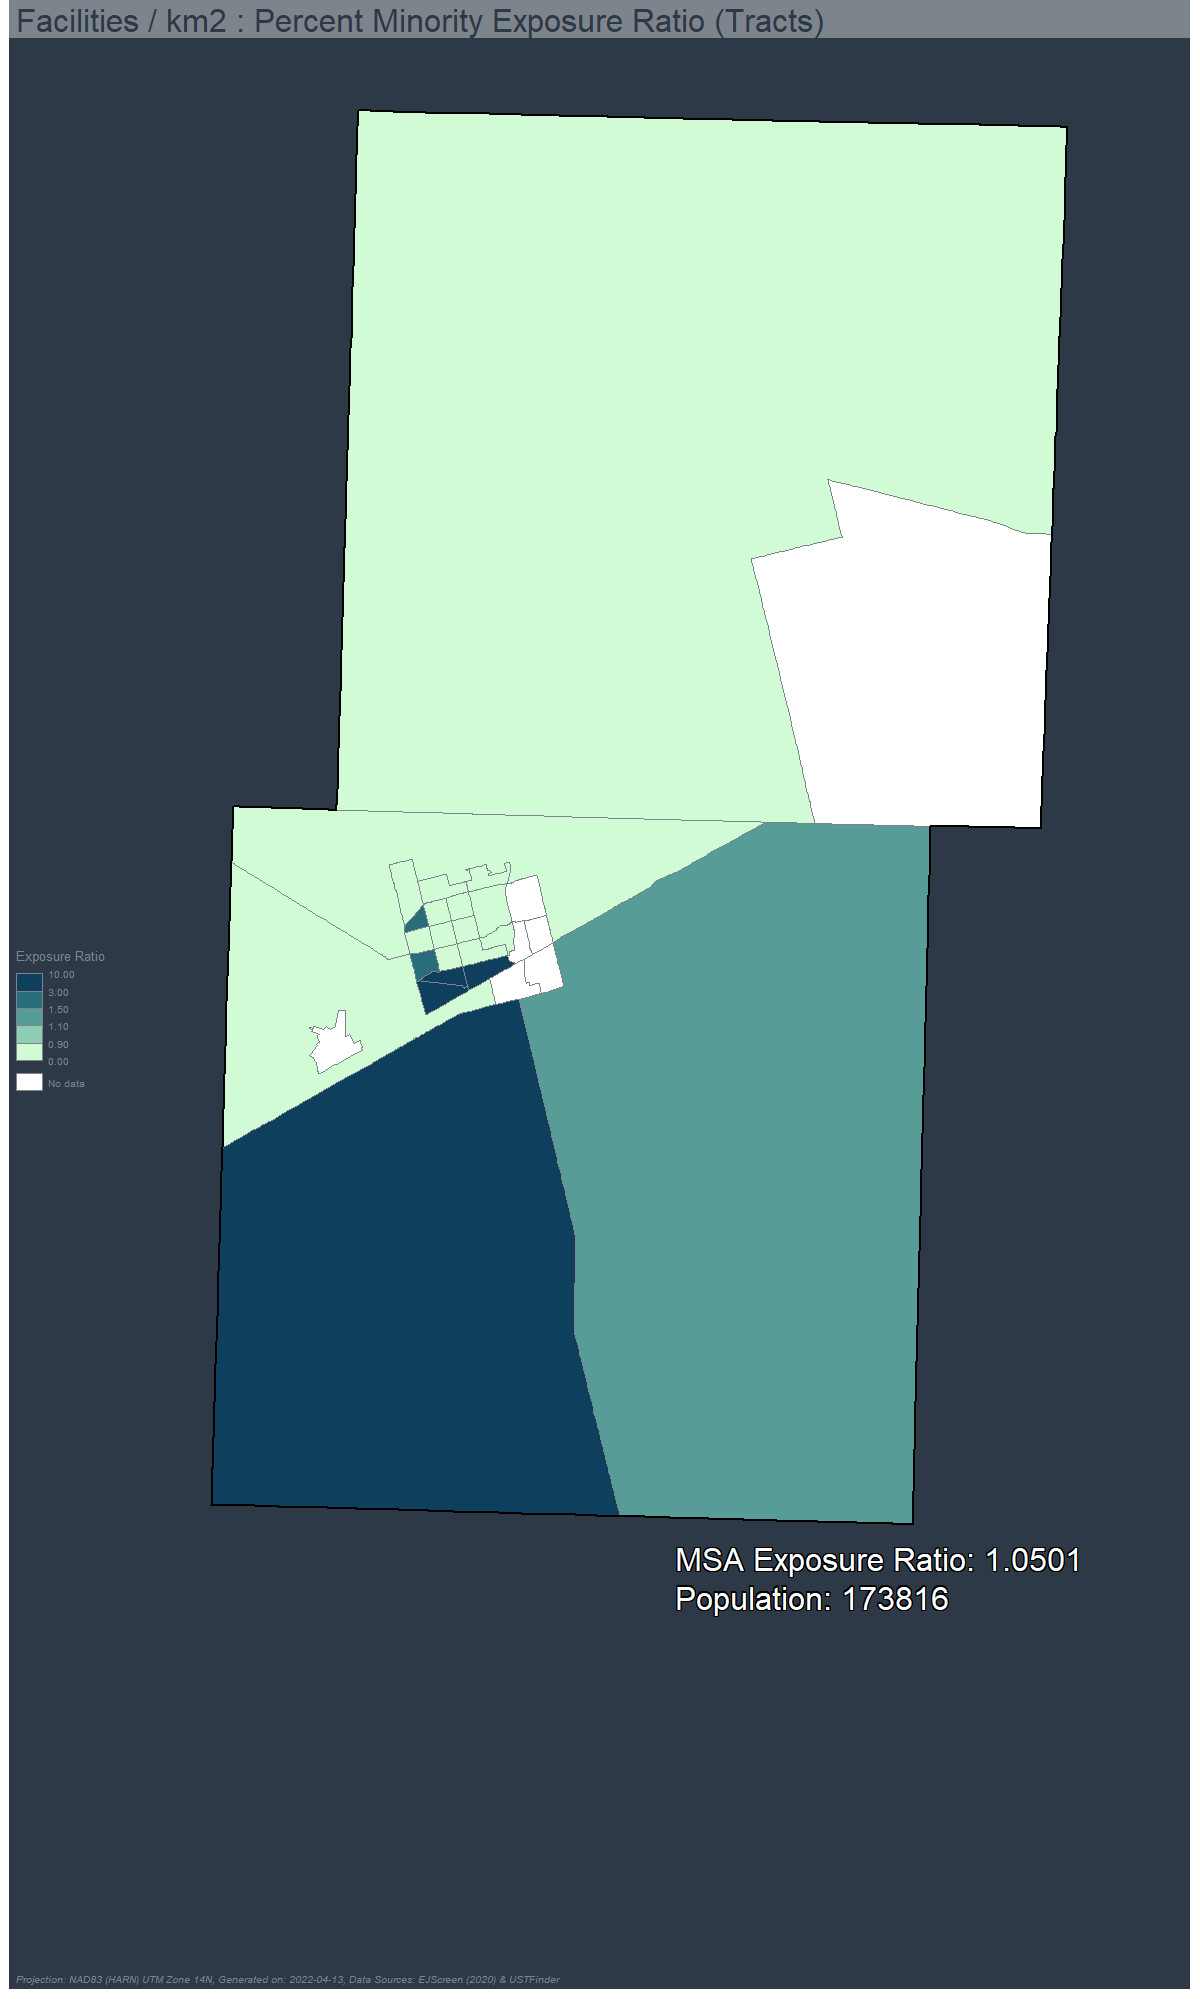 Facilities / km2 : Percent Minority Exposure Ratio (Tracts)
Exposure Ratio
10.00
3.00
1.50
1.10
0.90
0.00
No data
MSA Exposure Ratio: 1.0501
Population: 173816
Projection: NAD83 (HARN) UTM Zone 14N, Generated on: 2022-04-13, Data Sources: EJScreen (2020) & USTFinder